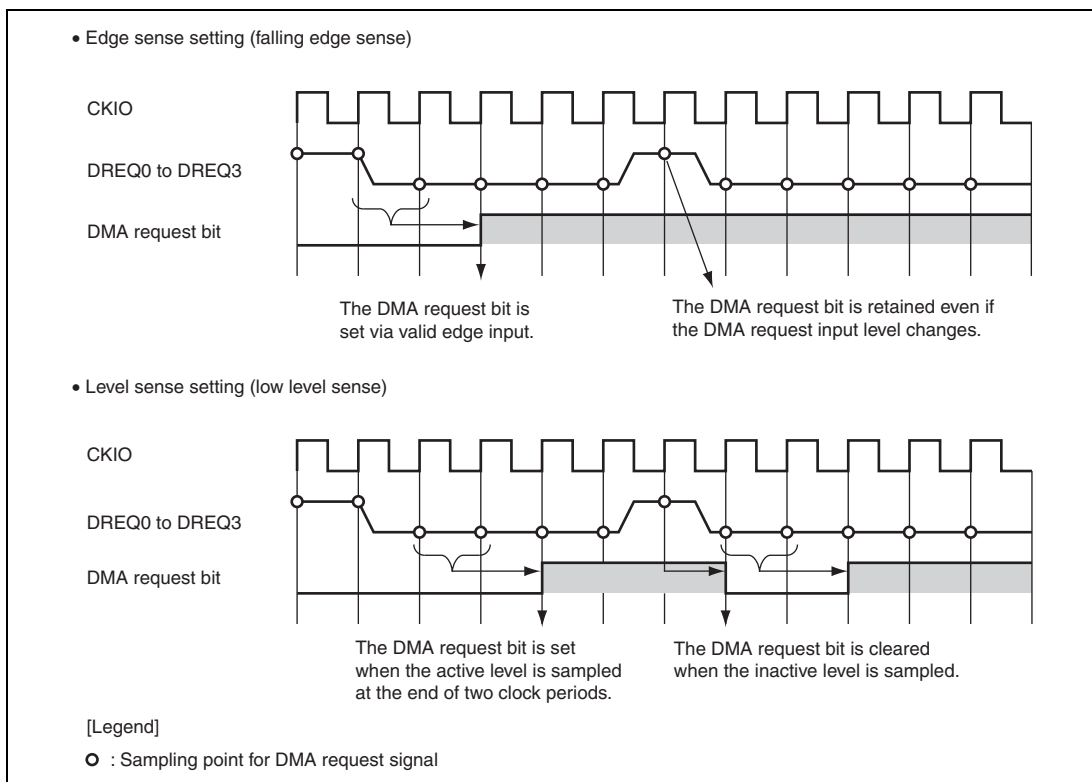 • Edge sense setting (falling edge sense)
CKIO
DREQ0 to DREQ3
DMA request bit
The DMA request bit is
set via valid edge input.
The DMA request bit is retained even if
the DMA request input level changes.
• Level sense setting (low level sense)
CKIO
DREQ0 to DREQ3
DMA request bit
The DMA request bit is set
when the active level is sampled
at the end of two clock periods.
The DMA request bit is cleared
when the inactive level is sampled.
[Legend]
: Sampling point for DMA request signal